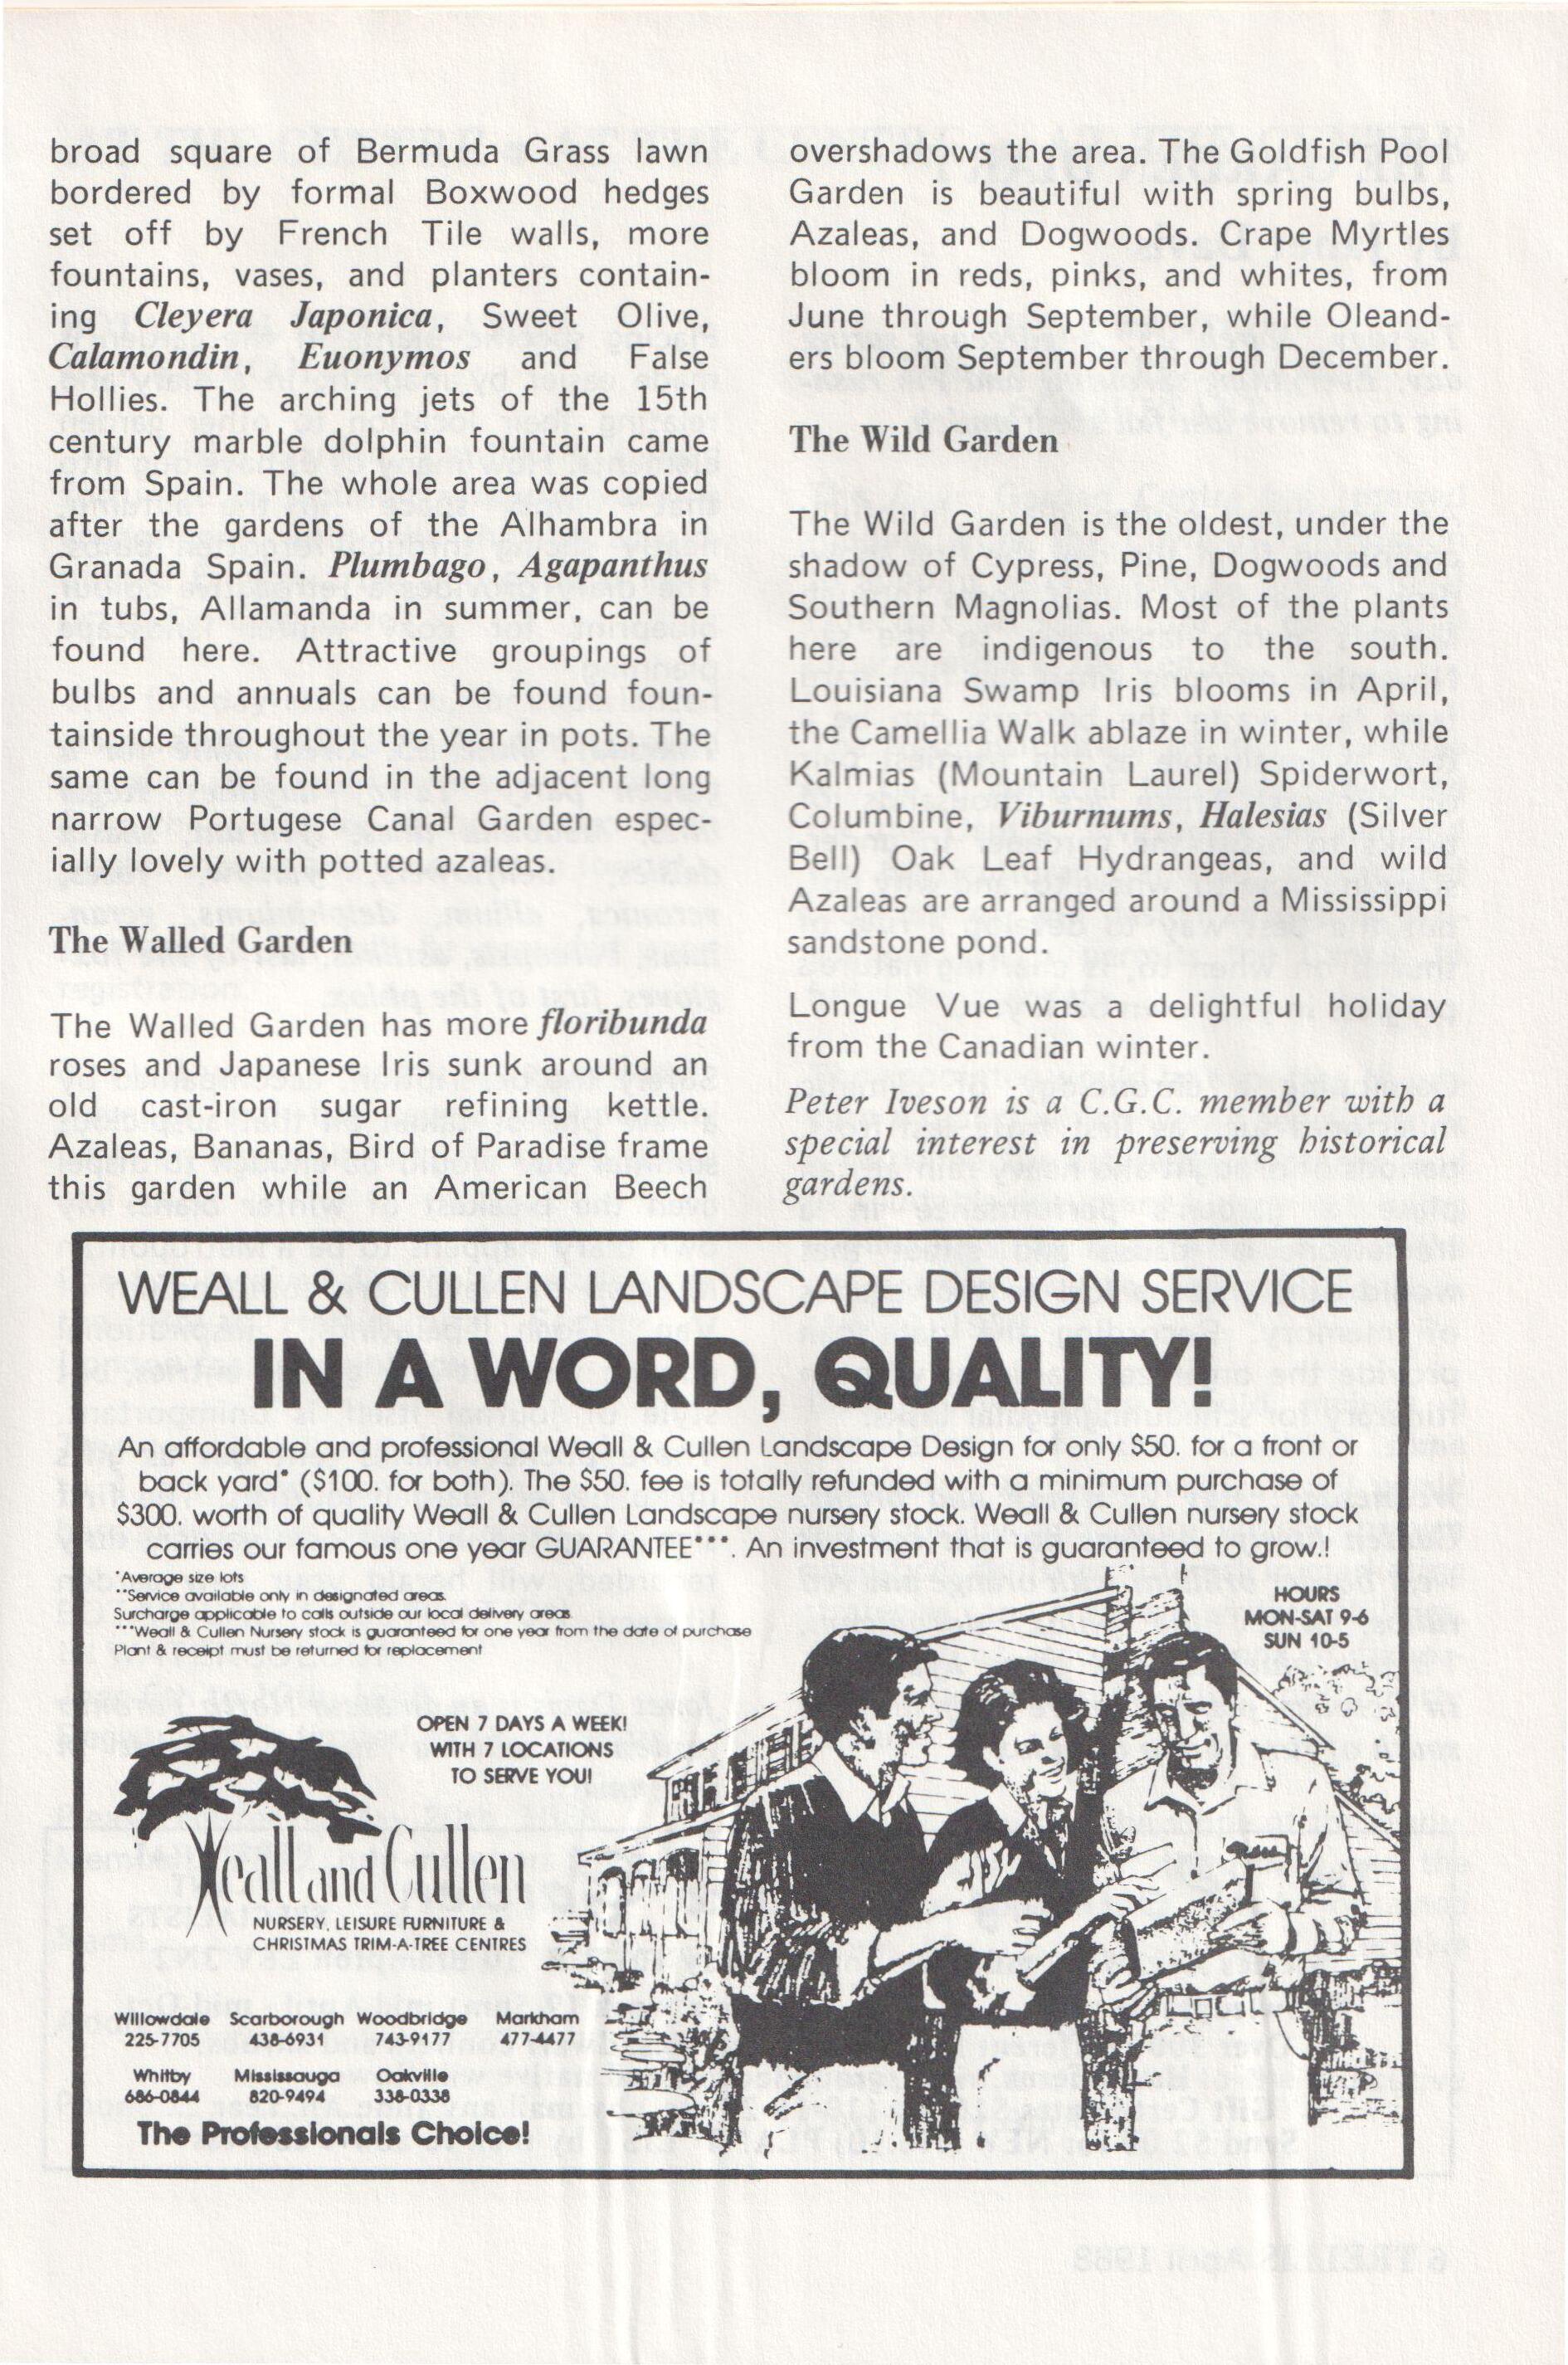 broad square of Bermuda Grass lawn
bordered by formal Boxwood hedges
set off by French Tile walls, more
fountains, vases, and planters contain-
ing Cleyera Japonica, Sweet Olive,
Calamondin, Euonymos and False
Hollies. The arching jets of the 15th
century marble dolphin fountain came
from Spain. The whole area was copied
after the gardens of the Alhambra in
Granada Spain. Plumbago, Agapanthus
in tubs, Allamanda in summer, can be
found here. Attractive groupings of
bulbs and annuals can be found foun-
tainside throughout the year in pots. The
same can be found in the adjacent long
narrow Portugese Canal Garden espec-
ially lovely with potted azaleas.
The Walled Garden
The Walled Garden has more floribunda
roses and Japanese Iris sunk around an
old cast-iron sugar refining kettle.
Azaleas, Bananas, Bird of Paradise frame
this garden while an American Beech
overshadows the area. The Goldfish Pool
Garden is beautiful with spring bulbs,
Azaleas, and Dogwoods. Crape Myrtles
bloom in reds, pinks, and whites, from
June through September, while Oleand-
ers bloom September through December.
The Wild Garden
The Wild Garden is the oldest, under the
shadow of Cypress, Pine, Dogwoods and
Southern Magnolias. Most of the plants
here are indigenous to the south.
Louisiana Swamp Iris blooms in April,
the Camellia Walk ablaze in winter, while
Kalmias (Mountain Laurel) Spiderwort,
Columbine, Viburnums, Halesias (Silver
Bell) Oak Leaf Hydrangeas, and wild
Azaleas are arranged around a Mississippi
sandstone pond.
Longue Vue was a delightful holiday
from the Canadian winter.
Peter Iveson is a C.G.C. member with a
special interest in preserving historical
gardens.
WEALL & CULLEN LANDSCAPE DESIGN SERVICE
IN A WORD, QUALITY!
An affordable and professional Weall & Cullen Landscape Design for only $50. for a front or
back yard* ($100. for both). The $50. fee is totally refunded with a minimum purchase of
$300. worth of quality Weall & Cullen Landscape nursery stock. Weall & Cullen nursery stock
carries our famous one year GUARANTEE***. An investment that is guaranteed to grow.!
*Average size lots
**Service available only in designated areas.
Surcharge applicable to calls outside our local delivery areas
***Weall & Cullen Nursery stock is guaranteed for one year from the date of purchase
Plant & receipt must be returned for replacement
HOURS
MON-SAT 9-6
SUN 10-5
OPEN 7 DAYS A WEEK!
WITH 7 LOCATIONS
TO SERVE YOU!
Weall and Cullen
NURSERY, LEISURE FURNITURE &
CHRISTMAS TRIM-A-TREE CENTRES
Willowdale Scarborough Woodbridge Markham
225-7705 438-6931 743-9177 477-4477
Whitby Mississauga Oakville
686-0844 820-9494 338-0338
The Professionals Choice!